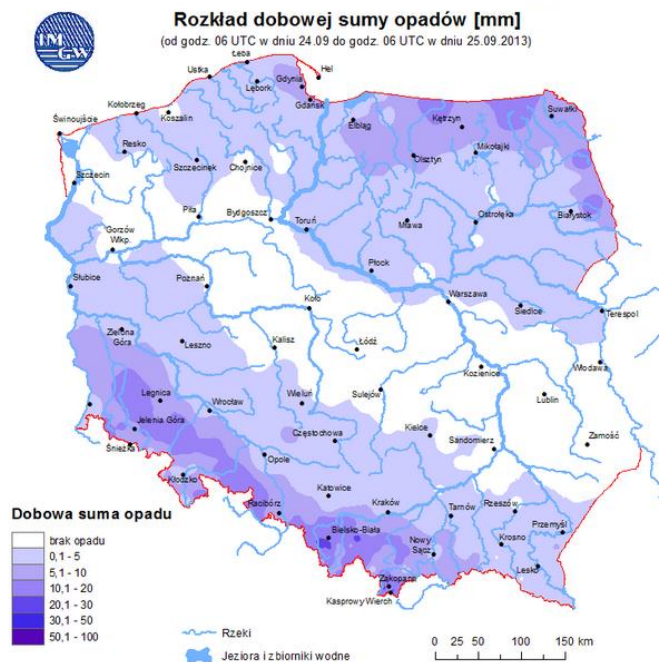 IMGW
Rozkład dobowej sumy opadów [mm]
(od godz. 06 UTC w dniu 24.09 do godz. 06 UTC w dniu 25.09.2013)
Łeba
Ustka
Hel
Gdynia
Lębork
Kołobrzeg
Gdańsk
Suwałki
Koszalin
Świnoujście
Elbląg
Kętrzyn
Resko
Szczecinek
Chojnice
Olsztyn
Mikołajki
Szczecin
Piła
Bydgoszcz
Toruń
Mława
Ostrołęka
Białystok
Gorzów
Wlkp.
Płock
Słubice
Poznań
Koło
Warszawa
Siedlce
Terespol
Zielona
Góra
Leszno
Kalisz
Łódź
Kozienice
Włodawa
Legnica
Wrocław
Wieluń
Sulejów
Lublin
Jelenia Góra
Częstochowa
Kielce
Sandomierz
Zamość
Śnieżka
Opole
Kłodzko
Katowice
Racibórz
Kraków
Tarnów
Rzeszów
Przemyśl
Bielsko-Biała
Nowy
Sącz
Krosno
Lesko
Zakopane
Kasprowy Wierch
Dobowa suma opadu
brak opadu
0,1 - 5
5,1 - 10
10,1 - 20
20,1 - 30
30,1 - 50
50,1 - 100
Rzeki
Jeziora i zbiorniki wodne
0 25 50 100 150 km